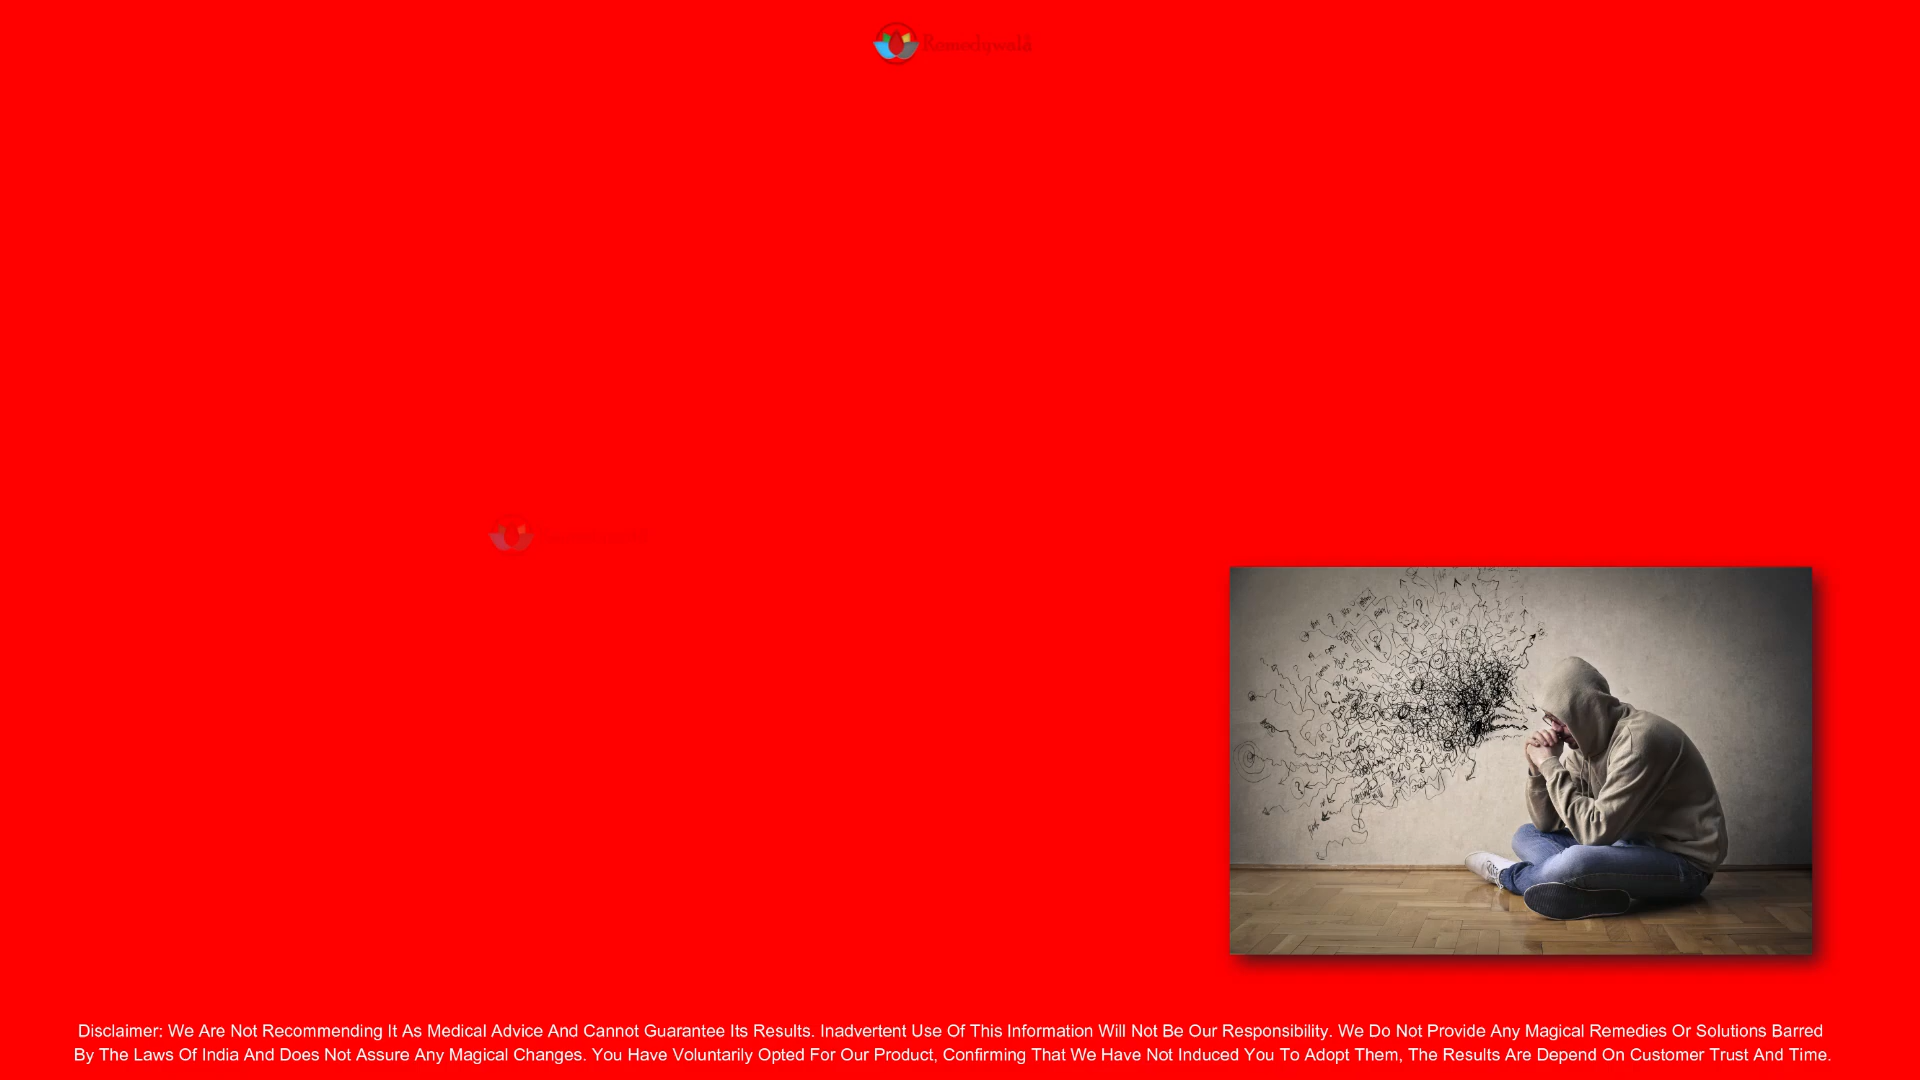 Remedywala
Disclaimer: We Are Not Recommending It As Medical Advice And Cannot Guarantee Its Results. Inadvertent Use Of This Information Will Not Be Our Responsibility. We Do Not Provide Any Magical Remedies Or Solutions Barred
By The Laws Of India And Does Not Assure Any Magical Changes. You Have Voluntarily Opted For Our Product, Confirming That We Have Not Induced You To Adopt Them, The Results Are Depend On Customer Trust And Time.